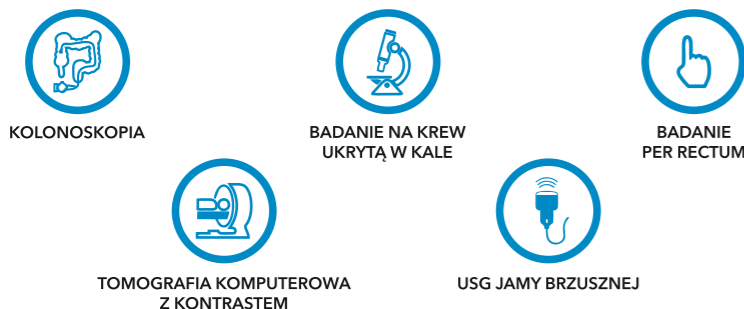 KOLONOSKOPIA
BADANIE NA KREW
UKRYTĄ W KALE
BADANIE
PER RECTUM
TOMOGRAFIA KOMPUTEROWA
Z KONTRASTEM
USG JAMY BRZUSZNEJ